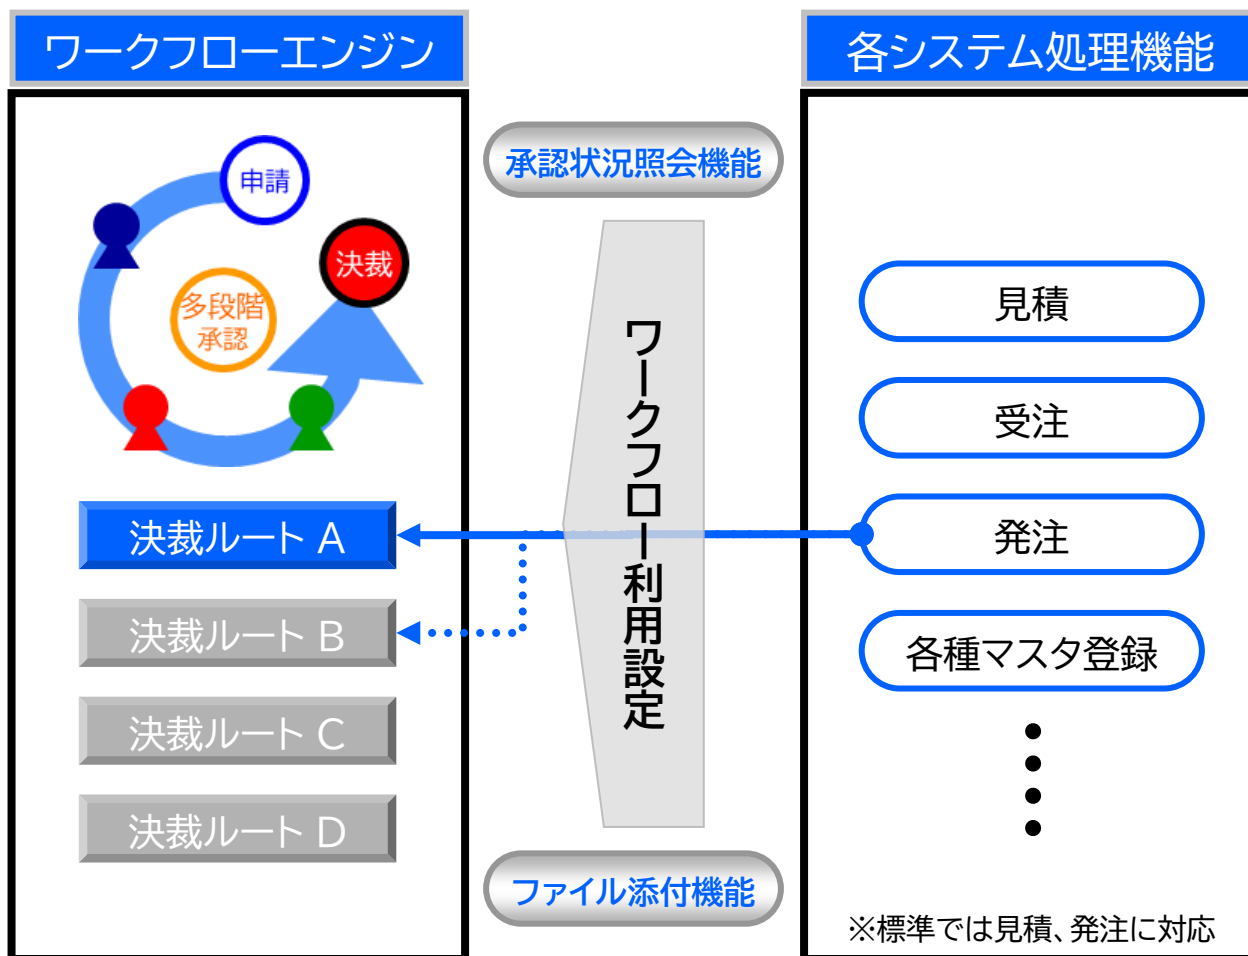 ワークフローエンジン
申請
決裁
多段階
承認
決裁ルート A
決裁ルート B
決裁ルート C
決裁ルート D
承認状況照会機能
ワークフロー利用設定
ファイル添付機能
各システム処理機能
見積
受注
発注
各種マスタ登録
※標準では見積、発注に対応